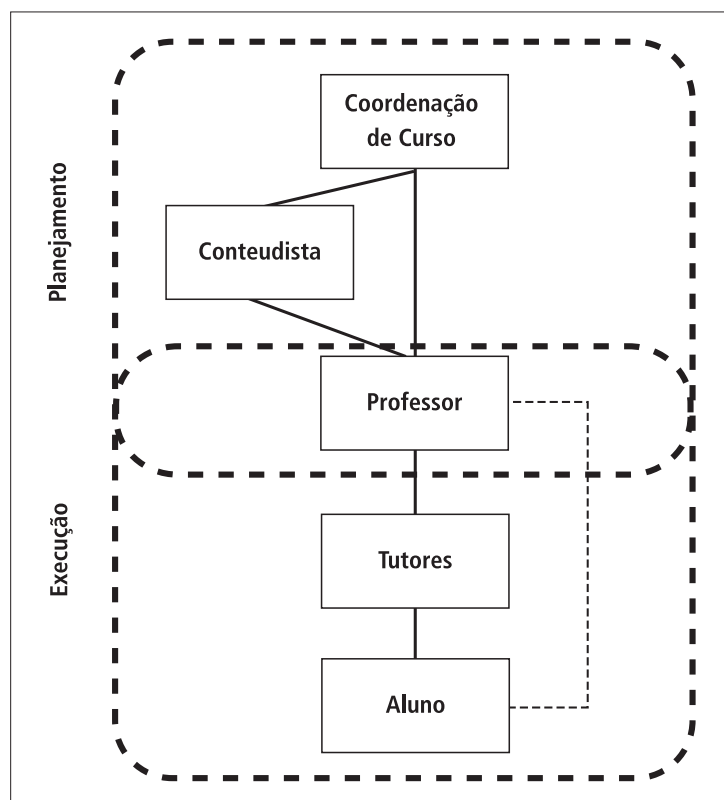 Planejamento
Coordenação
de Curso
Conteudista
Professor
Execução
Tutores
Aluno